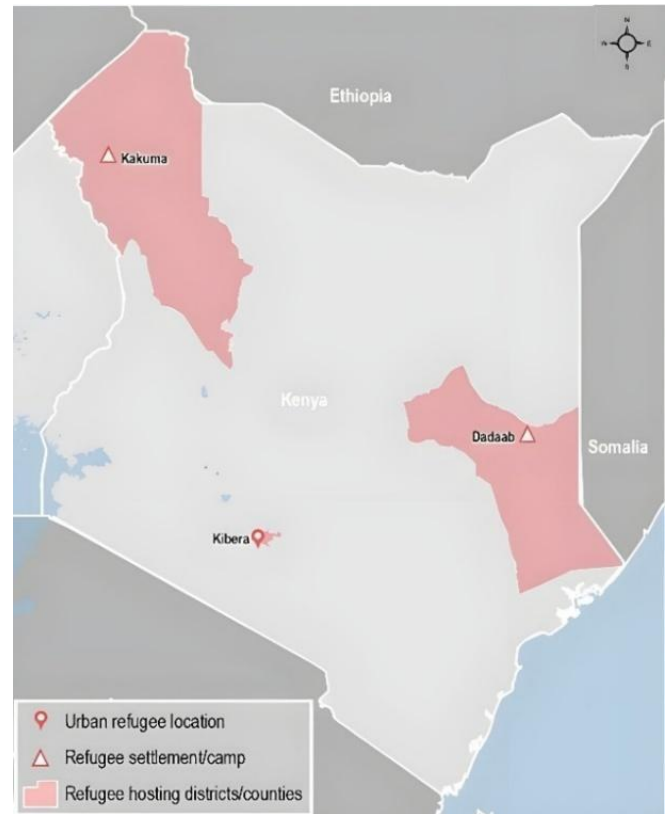 Ethiopia
Kakuma
Kenya
Dadaab
Somalia
Kibera
Urban refugee location
Refugee settlement/camp
Refugee hosting districts/counties